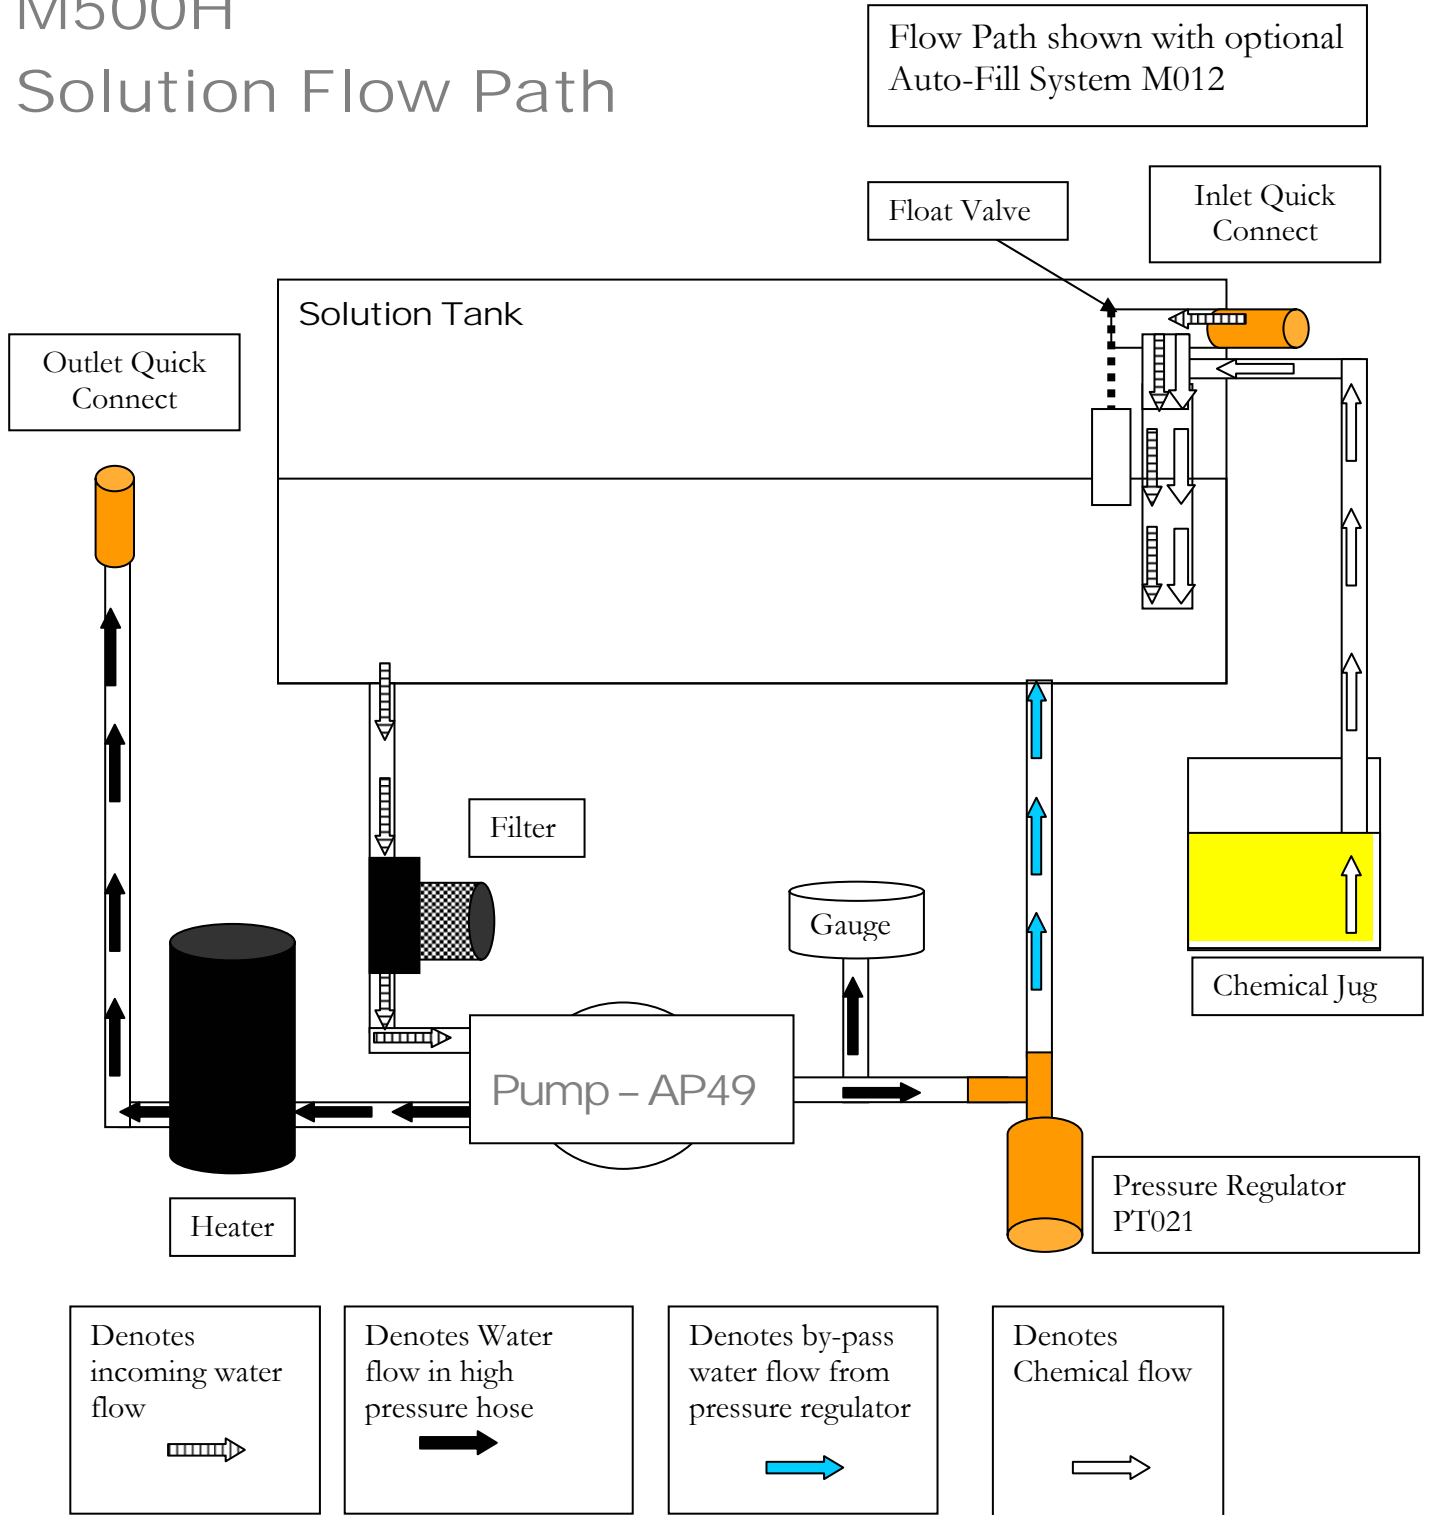 M500H
Solution Flow Path
Flow Path shown with optional
Auto-Fill System M012
Float Valve
Inlet Quick
Connect
Solution Tank
Outlet Quick
Connect
Filter
Gauge
Chemical Jug
Pump – AP49
Pressure Regulator
PT021
Heater
Denotes
incoming water
flow
Denotes Water
flow in high
pressure hose
Denotes by-pass
water flow from
pressure regulator
Denotes
Chemical flow